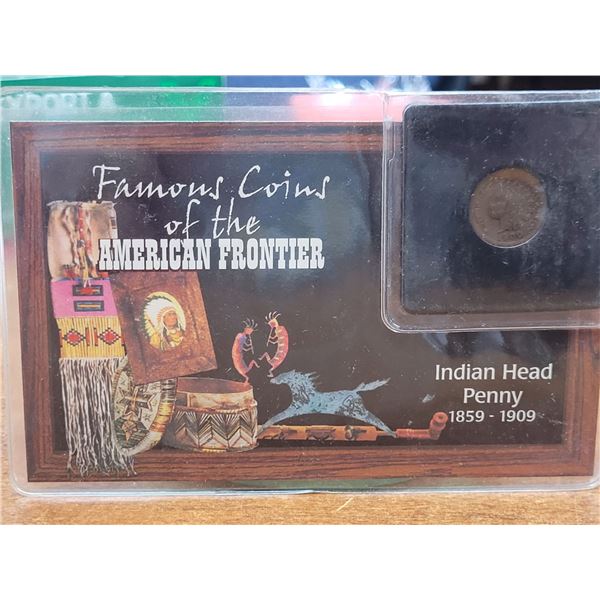 Famous Coins
of the
AMERICAN FRONTIER
Indian Head
Penny
1859 - 1909